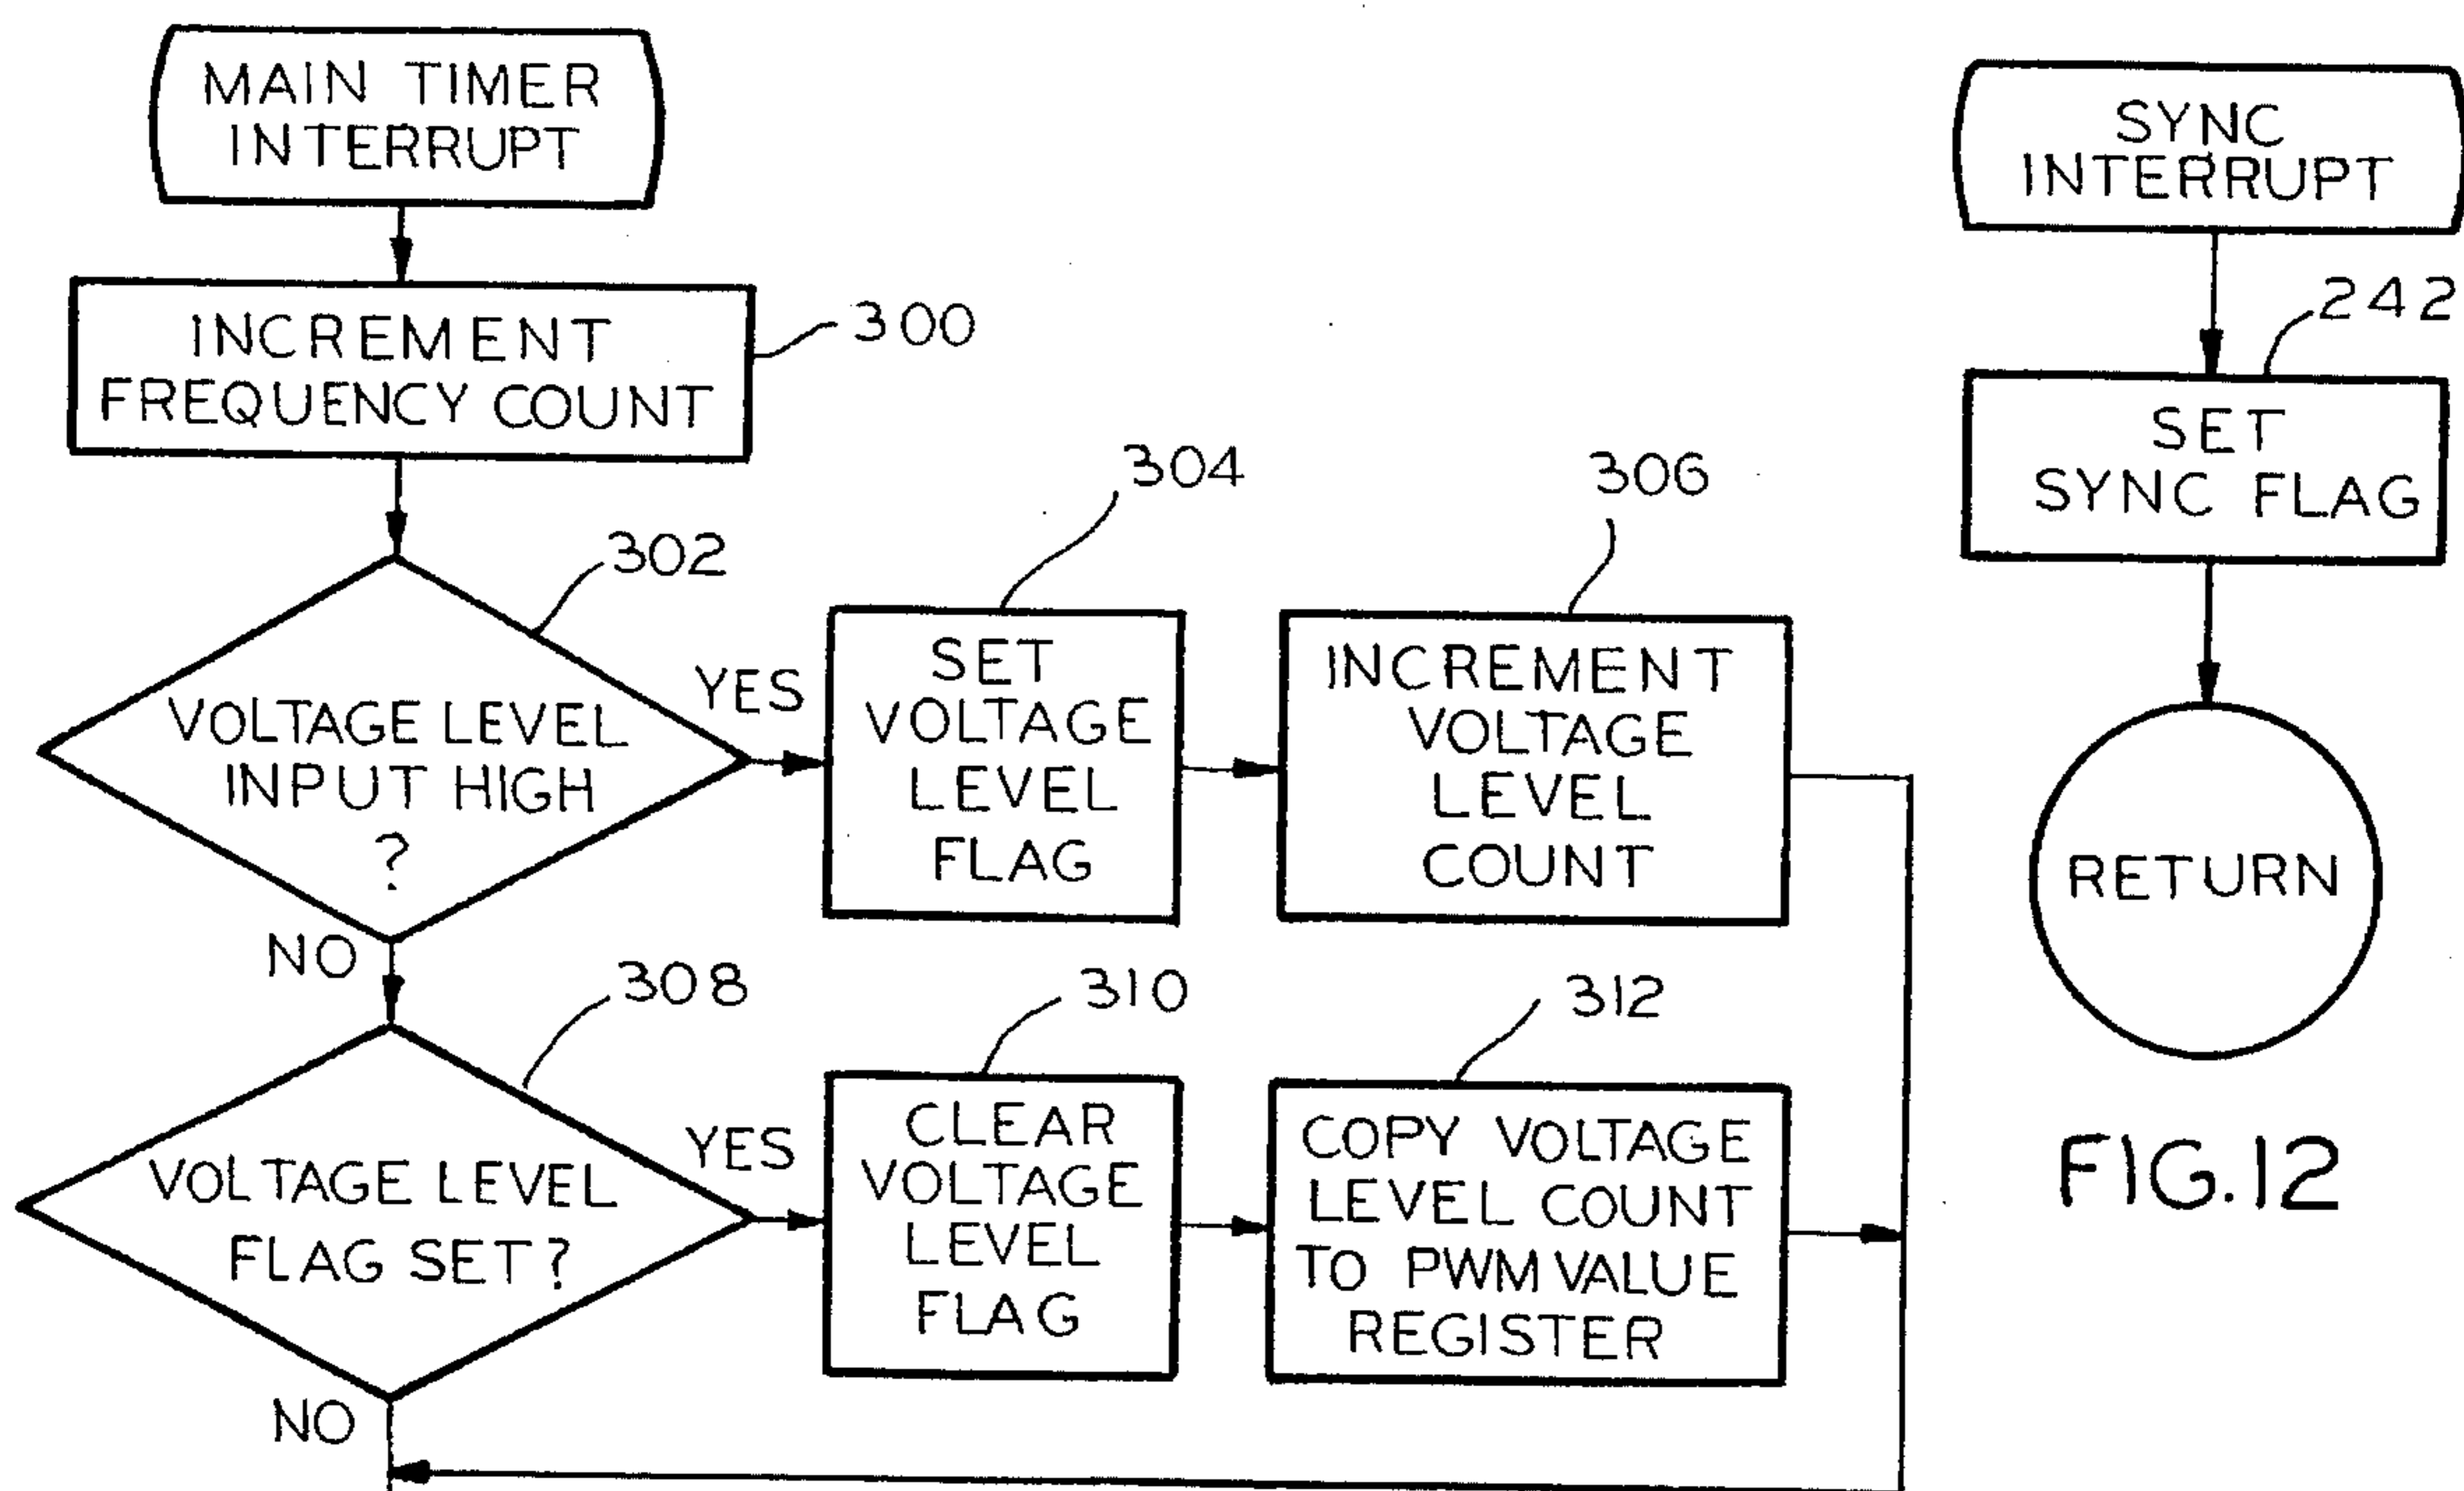 MAIN TIMER
INTERRUPT
INCREMENT
FREQUENCY COUNT
300
302
VOLTAGE LEVEL
INPUT HIGH
?
YES
NO
304
SET
VOLTAGE
LEVEL
FLAG
306
INCREMENT
VOLTAGE
LEVEL
COUNT
308
VOLTAGE LEVEL
FLAG SET?
YES
NO
310
CLEAR
VOLTAGE
LEVEL
FLAG
312
COPY VOLTAGE
LEVEL COUNT
TO PWM VALUE
REGISTER
SYNC
INTERRUPT
242
SET
SYNC FLAG
RETURN
FIG.12